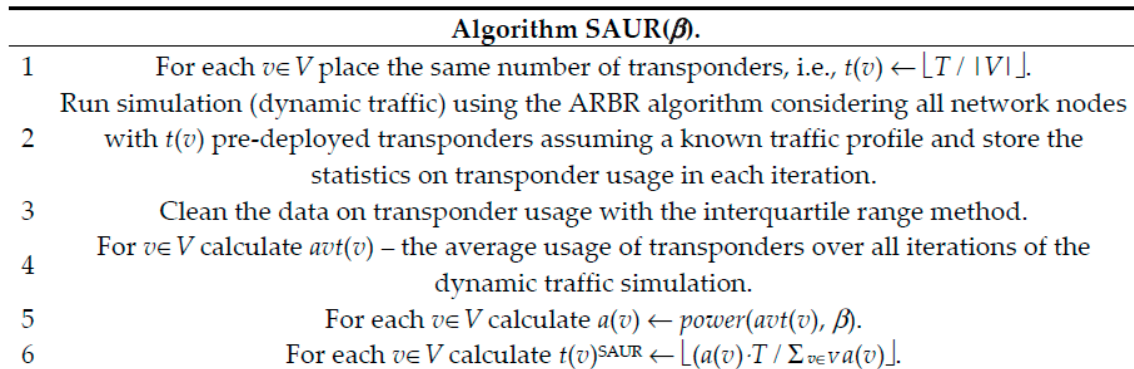 Algorithm SAUR(β).
1 For each v∈V place the same number of transponders, i.e., t(v) ← ⌊T / |V| ⌋.
Run simulation (dynamic traffic) using the ARBR algorithm considering all network nodes
2 with t(v) pre-deployed transponders assuming a known traffic profile and store the
statistics on transponder usage in each iteration.
3 Clean the data on transponder usage with the interquartile range method.
For v∈V calculate avt(v) – the average usage of transponders over all iterations of the
4
dynamic traffic simulation.
5 For each v∈V calculate a(v) ← power(avt(v), β).
6 For each v∈V calculate t(v)ˢᴬᵁᴿ ← ⌊(a(v)·T / Σ v∈V a(v)⌋.